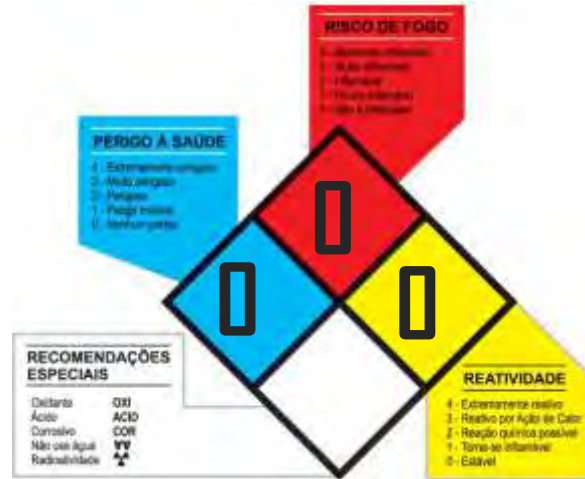 RISCO DE FOGO
PERIGO À SAÚDE
4 - Extremamente perigoso
3 - Muito perigoso
2 - Perigoso
1 - Perigo
0 - Nenhum perigo
0
0
0
RECOMENDAÇÕES
ESPECIAIS
Oxidante OXI
Ácido ACID
Corrosivo COR
Não use água W
Radioatividade
REATIVIDADE
4 - Extremamente reativo
3 - Reativo por Ação de Calor
2 - Reação química possível
1 - Torna-se inflamável
0 - Estável